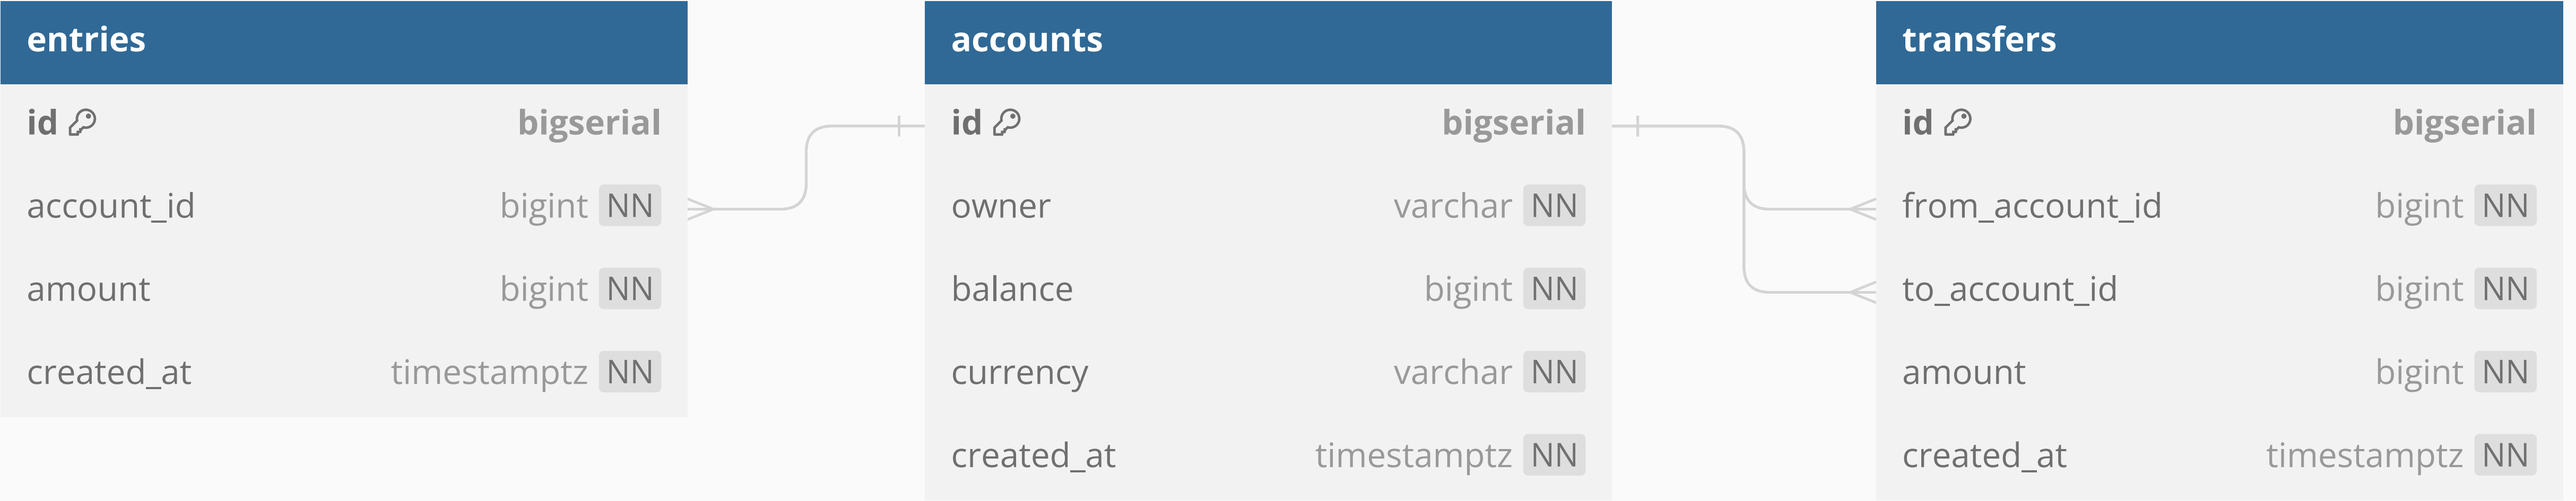 entries
id bigserial
account_id bigint NN
amount bigint NN
created_at timestamptz NN
accounts
id bigserial
owner varchar NN
balance bigint NN
currency varchar NN
created_at timestamptz NN
transfers
id bigserial
from_account_id bigint NN
to_account_id bigint NN
amount bigint NN
created_at timestamptz NN